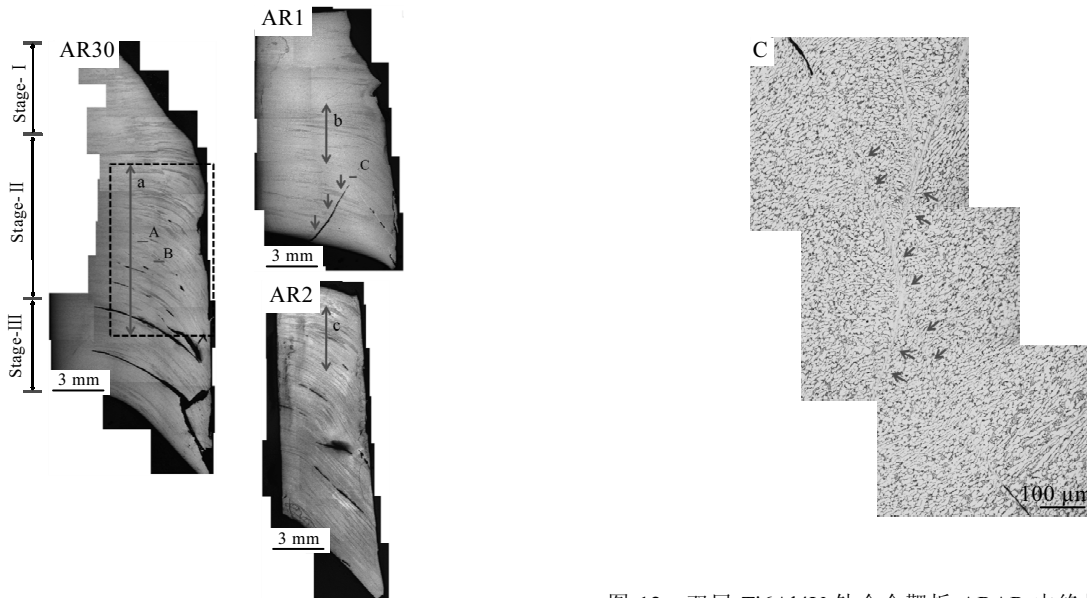 AR30
Stage-Ⅰ
Stage-Ⅱ
Stage-Ⅲ
a
A
B
3 mm
AR1
b
C
3 mm
AR2
c
3 mm
C
100 μm